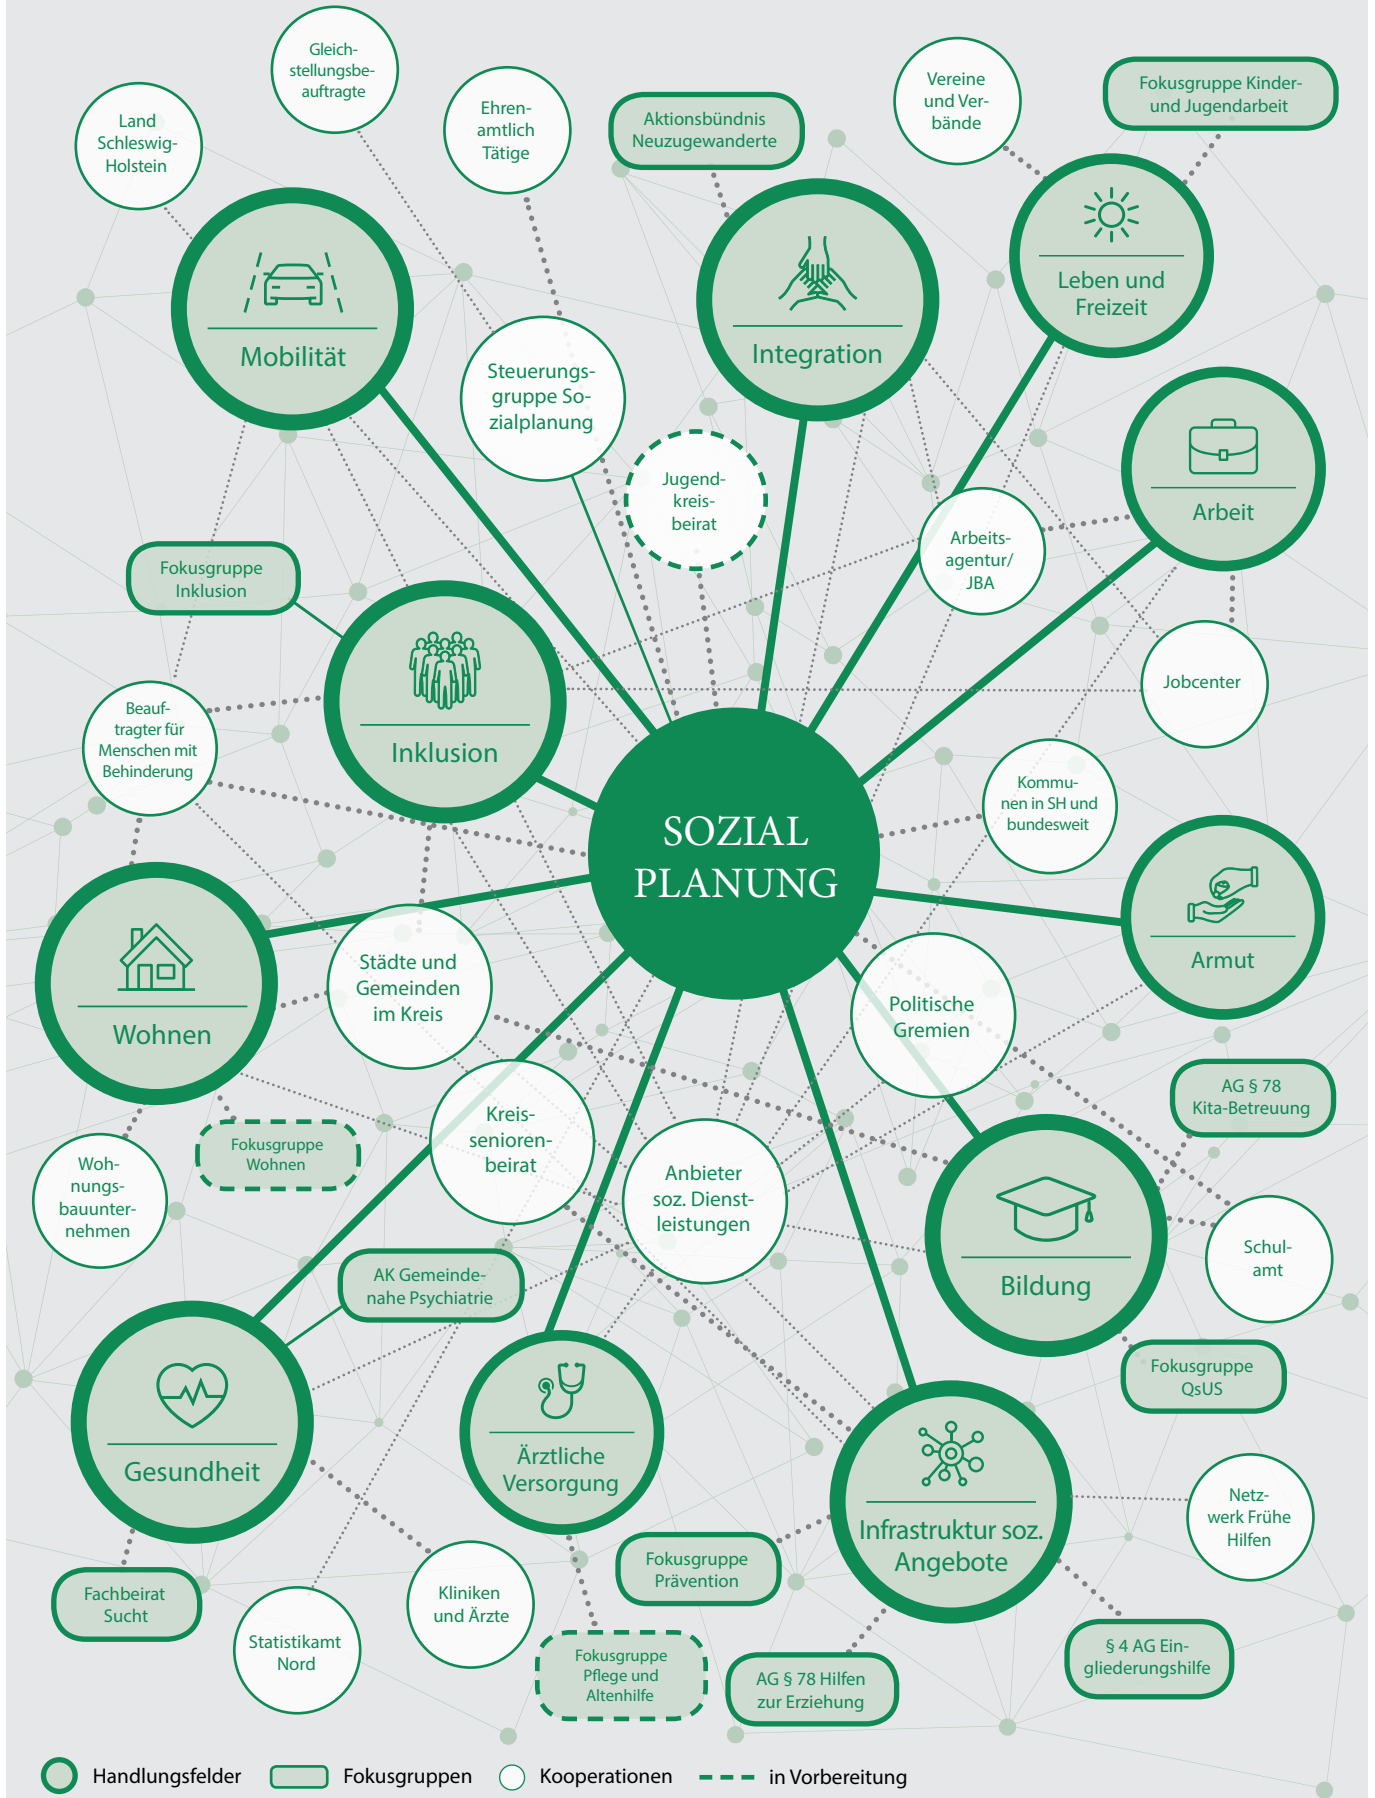 Gleich-
stellungsbe-
auftragte
Land
Schleswig-
Holstein
Ehren-
amtlich
Tätige
Aktionsbündnis
Neuzugewanderte
Vereine
und Ver-
bände
Fokusgruppe Kinder-
und Jugendarbeit
Mobilität
Steuerungs-
gruppe So-
zialplanung
Integration
Leben und
Freizeit
Jugend-
kreis-
beirat
Arbeits-
agentur/
JBA
Arbeit
Fokusgruppe
Inklusion
Inklusion
Jobcenter
Beauf-
tragter für
Menschen mit
Behinderung
SOZIAL
PLANUNG
Kommu-
nen in SH und
bundesweit
Armut
Wohnen
Städte und
Gemeinden
im Kreis
Politische
Gremien
AG § 78
Kita-Betreuung
Fokusgruppe
Wohnen
Kreis-
senioren-
beirat
Anbieter
soz. Dienst-
leistungen
Woh-
nungs-
bauunter-
nehmen
Bildung
Schul-
amt
AK Gemeinde-
nahe Psychiatrie
Fokusgruppe
QsUS
Gesundheit
Ärztliche
Versorgung
Infrastruktur soz.
Angebote
Netz-
werk Frühe
Hilfen
Fokusgruppe
Prävention
Fachbeirat
Sucht
Kliniken
und Ärzte
Statistikamt
Nord
Fokusgruppe
Pflege und
Altenhilfe
AG § 78 Hilfen
zur Erziehung
§ 4 AG Ein-
gliederungshilfe
Handlungsfelder
Fokusgruppen
Kooperationen
in Vorbereitung